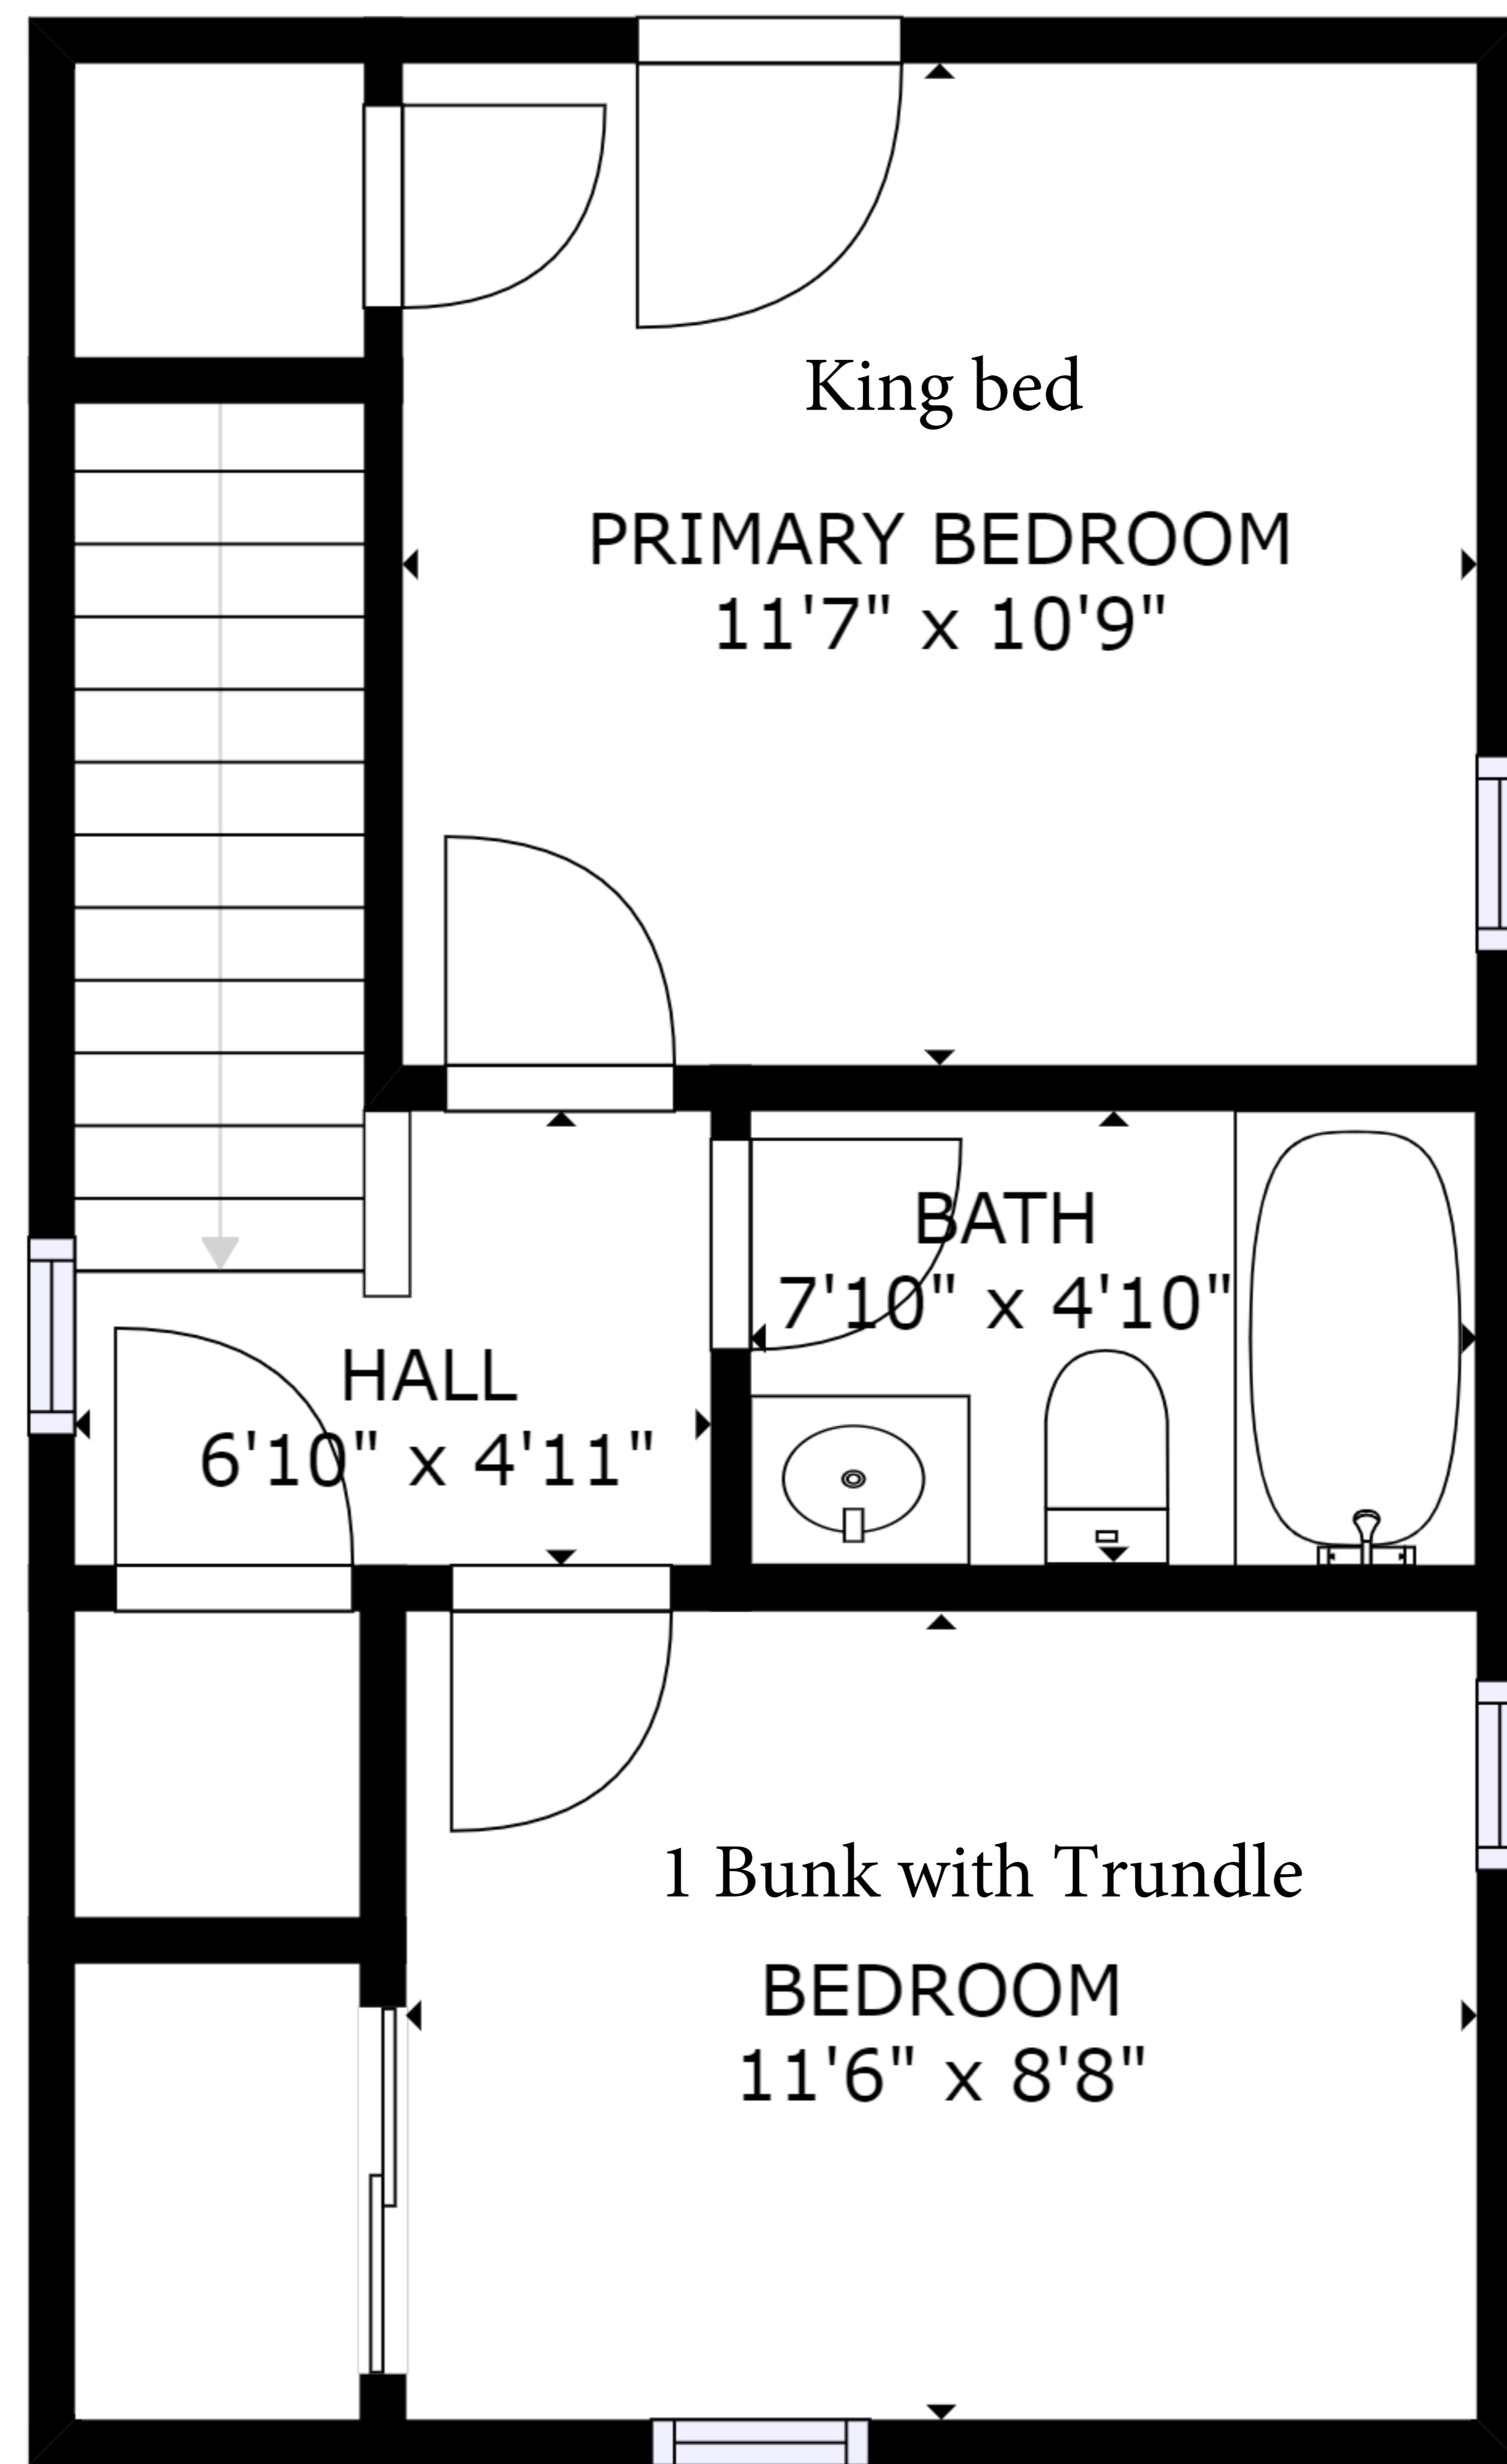 King bed
PRIMARY BEDROOM
11'7" x 10'9"
BATH
7'10" x 4'10"
HALL
6'10" x 4'11"
1 Bunk with Trundle
BEDROOM
11'6" x 8'8"